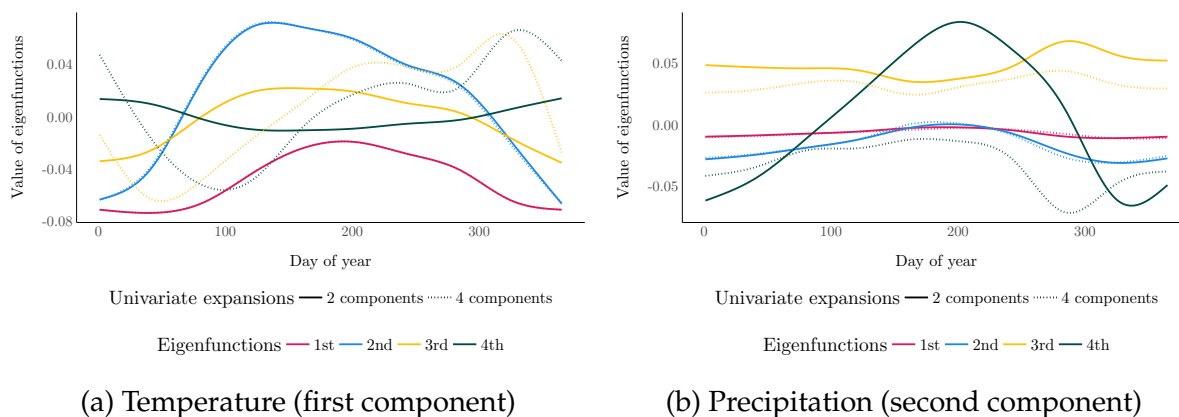 Value of eigenfunctions
0.04
0.00
-0.04
-0.08
0 100 200 300
Day of year
Univariate expansions 2 components 4 components
Eigenfunctions 1st 2nd 3rd 4th
(a) Temperature (first component)
Value of eigenfunctions
0.05
0.00
-0.05
0 100 200 300
Day of year
Univariate expansions 2 components 4 components
Eigenfunctions 1st 2nd 3rd 4th
(b) Precipitation (second component)